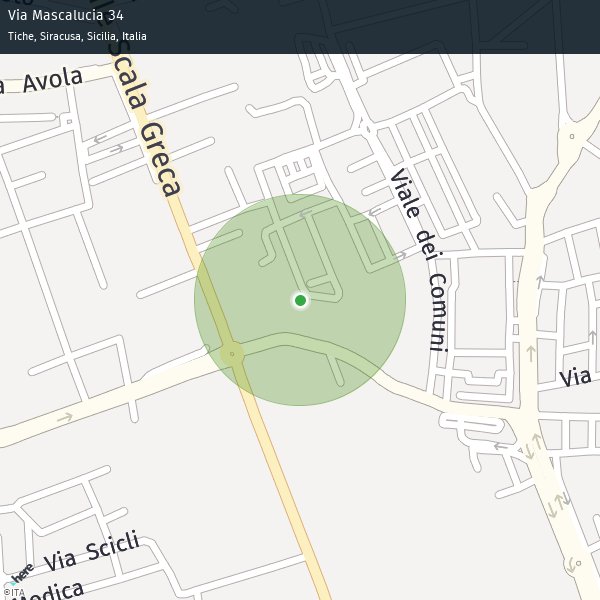 Via Mascalucia 34
Tiche, Siracusa, Sicilia, Italia
Avola
Scala Greca
Viale dei Comuni
Via
Via Scicli
Modica
here
©ITA